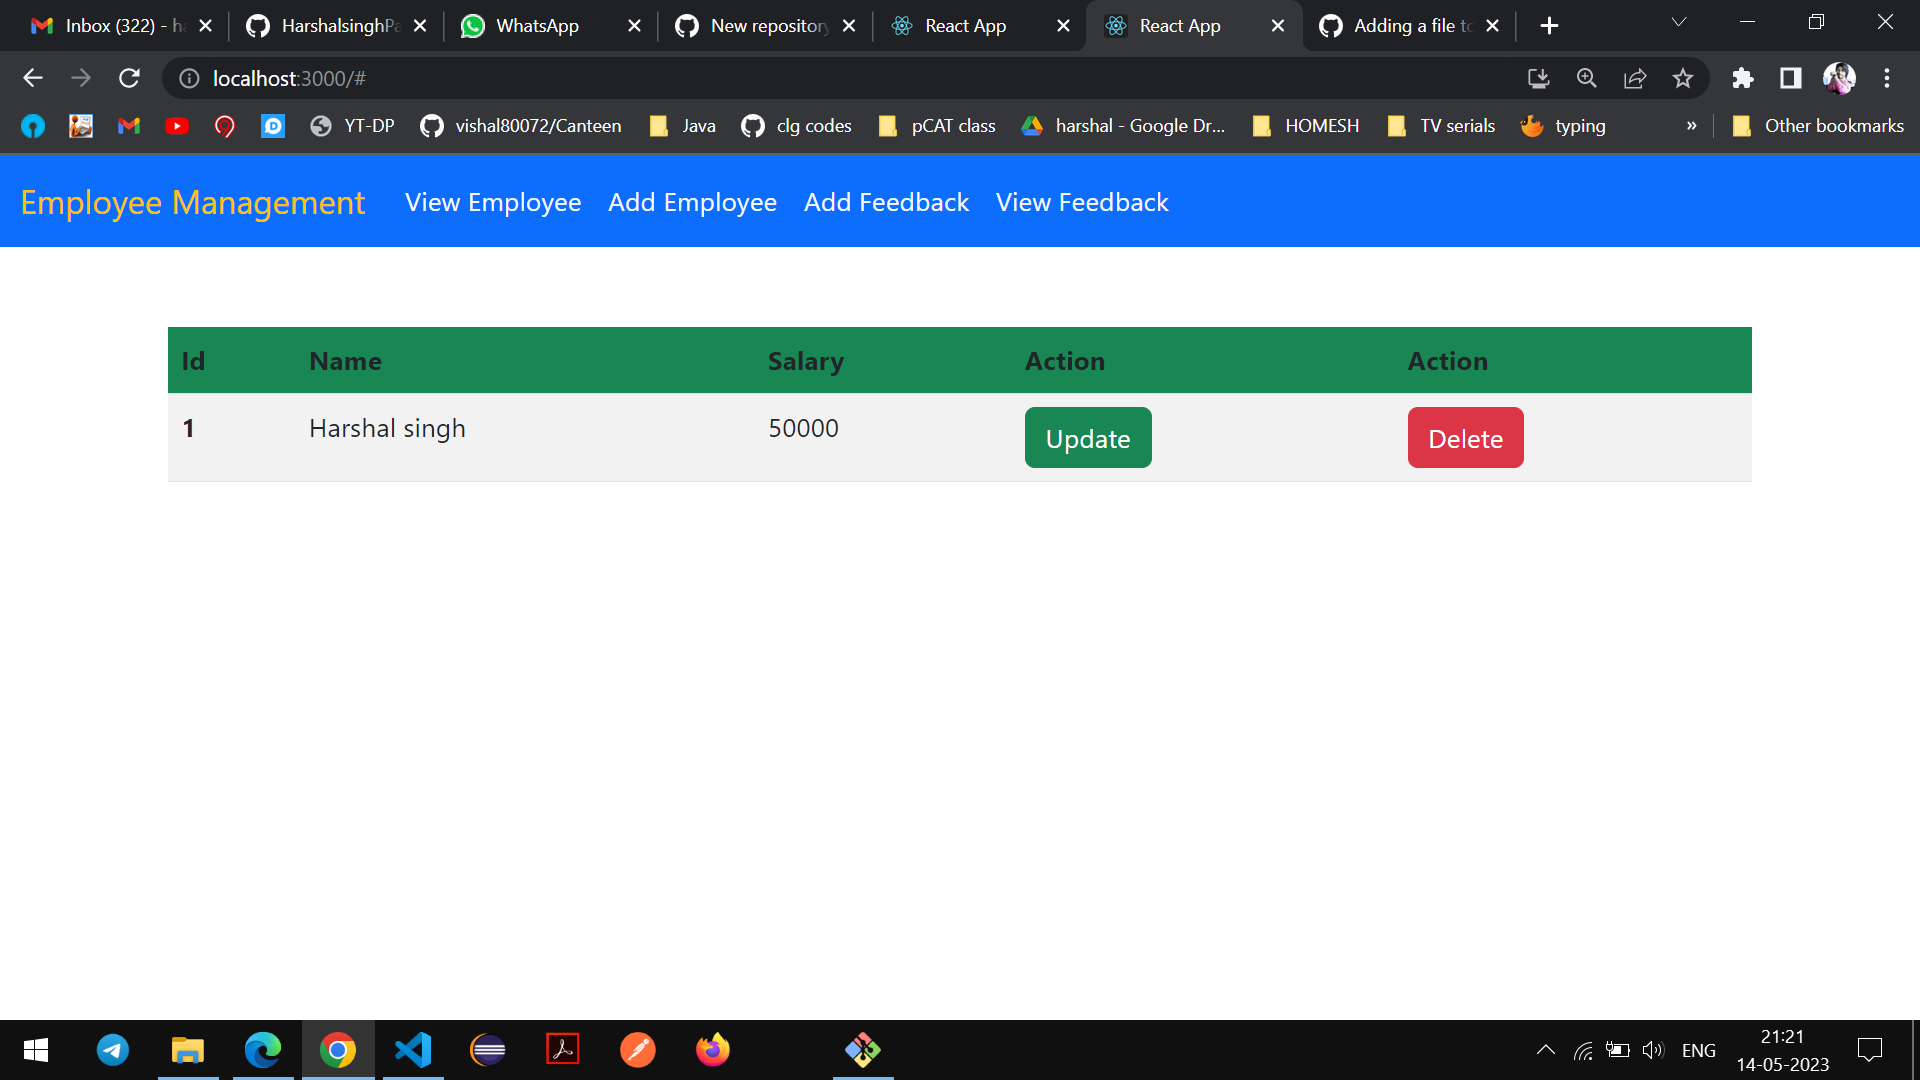 Inbox (322) - ha
HarshalsinghPa
WhatsApp
New repository
React App
React App
Adding a file to
localhost:3000/#
YT-DP
vishal80072/Canteen
Java
clg codes
pCAT class
harshal - Google Dr...
HOMESH
TV serials
typing
»
Other bookmarks
Employee Management
View Employee
Add Employee
Add Feedback
View Feedback
Id Name Salary Action Action
1 Harshal singh 50000 Update Delete
ENG
21:21
14-05-2023